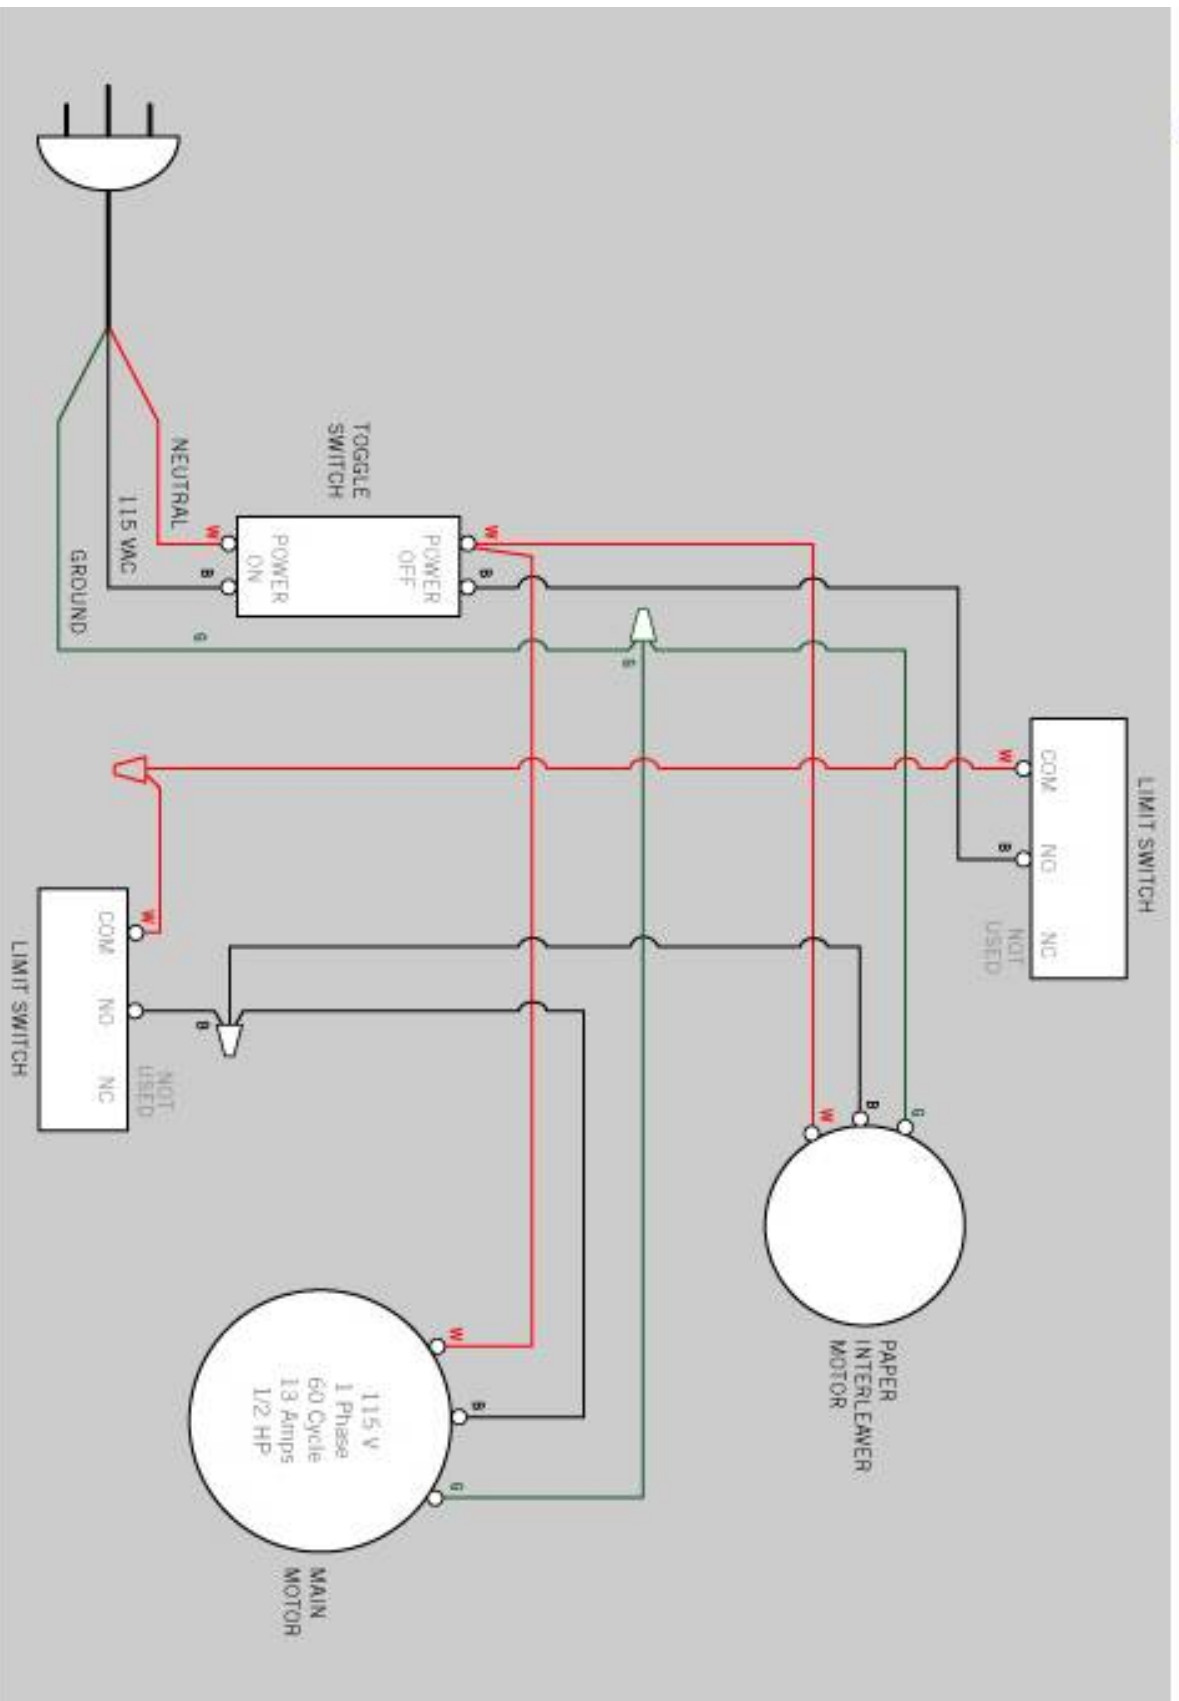 LIMIT SWITCH
COM
NO
NC
NOT
USED
W
B
PAPER
INTERLEAVER
MOTOR
G
B
W
TOGGLE
SWITCH
POWER
OFF
POWER
ON
W
B
W
B
NEUTRAL
115 VAC
GROUND
G
G
LIMIT SWITCH
COM
NO
NC
NOT
USED
W
B
W
B
G
115 V
1 Phase
60 Cycle
13 Amps
1/2 HP
MAIN
MOTOR